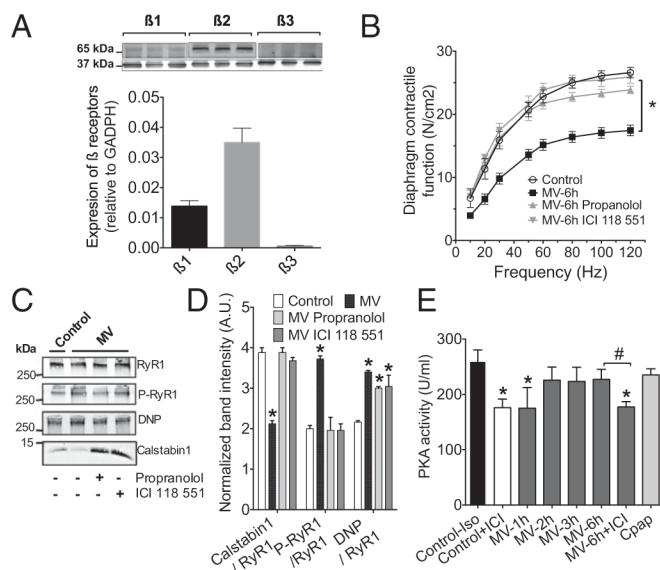 A
ß1 ß2 ß3
65 kDa
37 kDa
Expresion of ß receptors
(relative to GADPH)
0.05
0.04
0.03
0.02
0.01
0.00
ß1 ß2 ß3
B
Diaphragm contractile
function (N/cm2)
30
20
10
0
*
Control
MV-6h
MV-6h Propanolol
MV-6h ICI 118 551
0 20 40 60 80 100 120
Frequency (Hz)
C
Control MV
kDa
250 RyR1
250 P-RyR1
250 DNP
15 Calstabin1
- - + - Propranolol
- - - + ICI 118 551
D
Normalized band intensity (A.U.)
5
4
3
2
1
0
Control MV
MV Propranolol
MV ICI 118 551
* * * * *
Calstabin1
/ RyR1
P-RyR1
/RyR1
DNP
/ RyR1
E
PKA activity (U/ml)
300
200
100
0
* * # *
Control-Iso
Control+ICI
MV-1h
MV-2h
MV-3h
MV-6h
MV-6h+ICI
Cpap